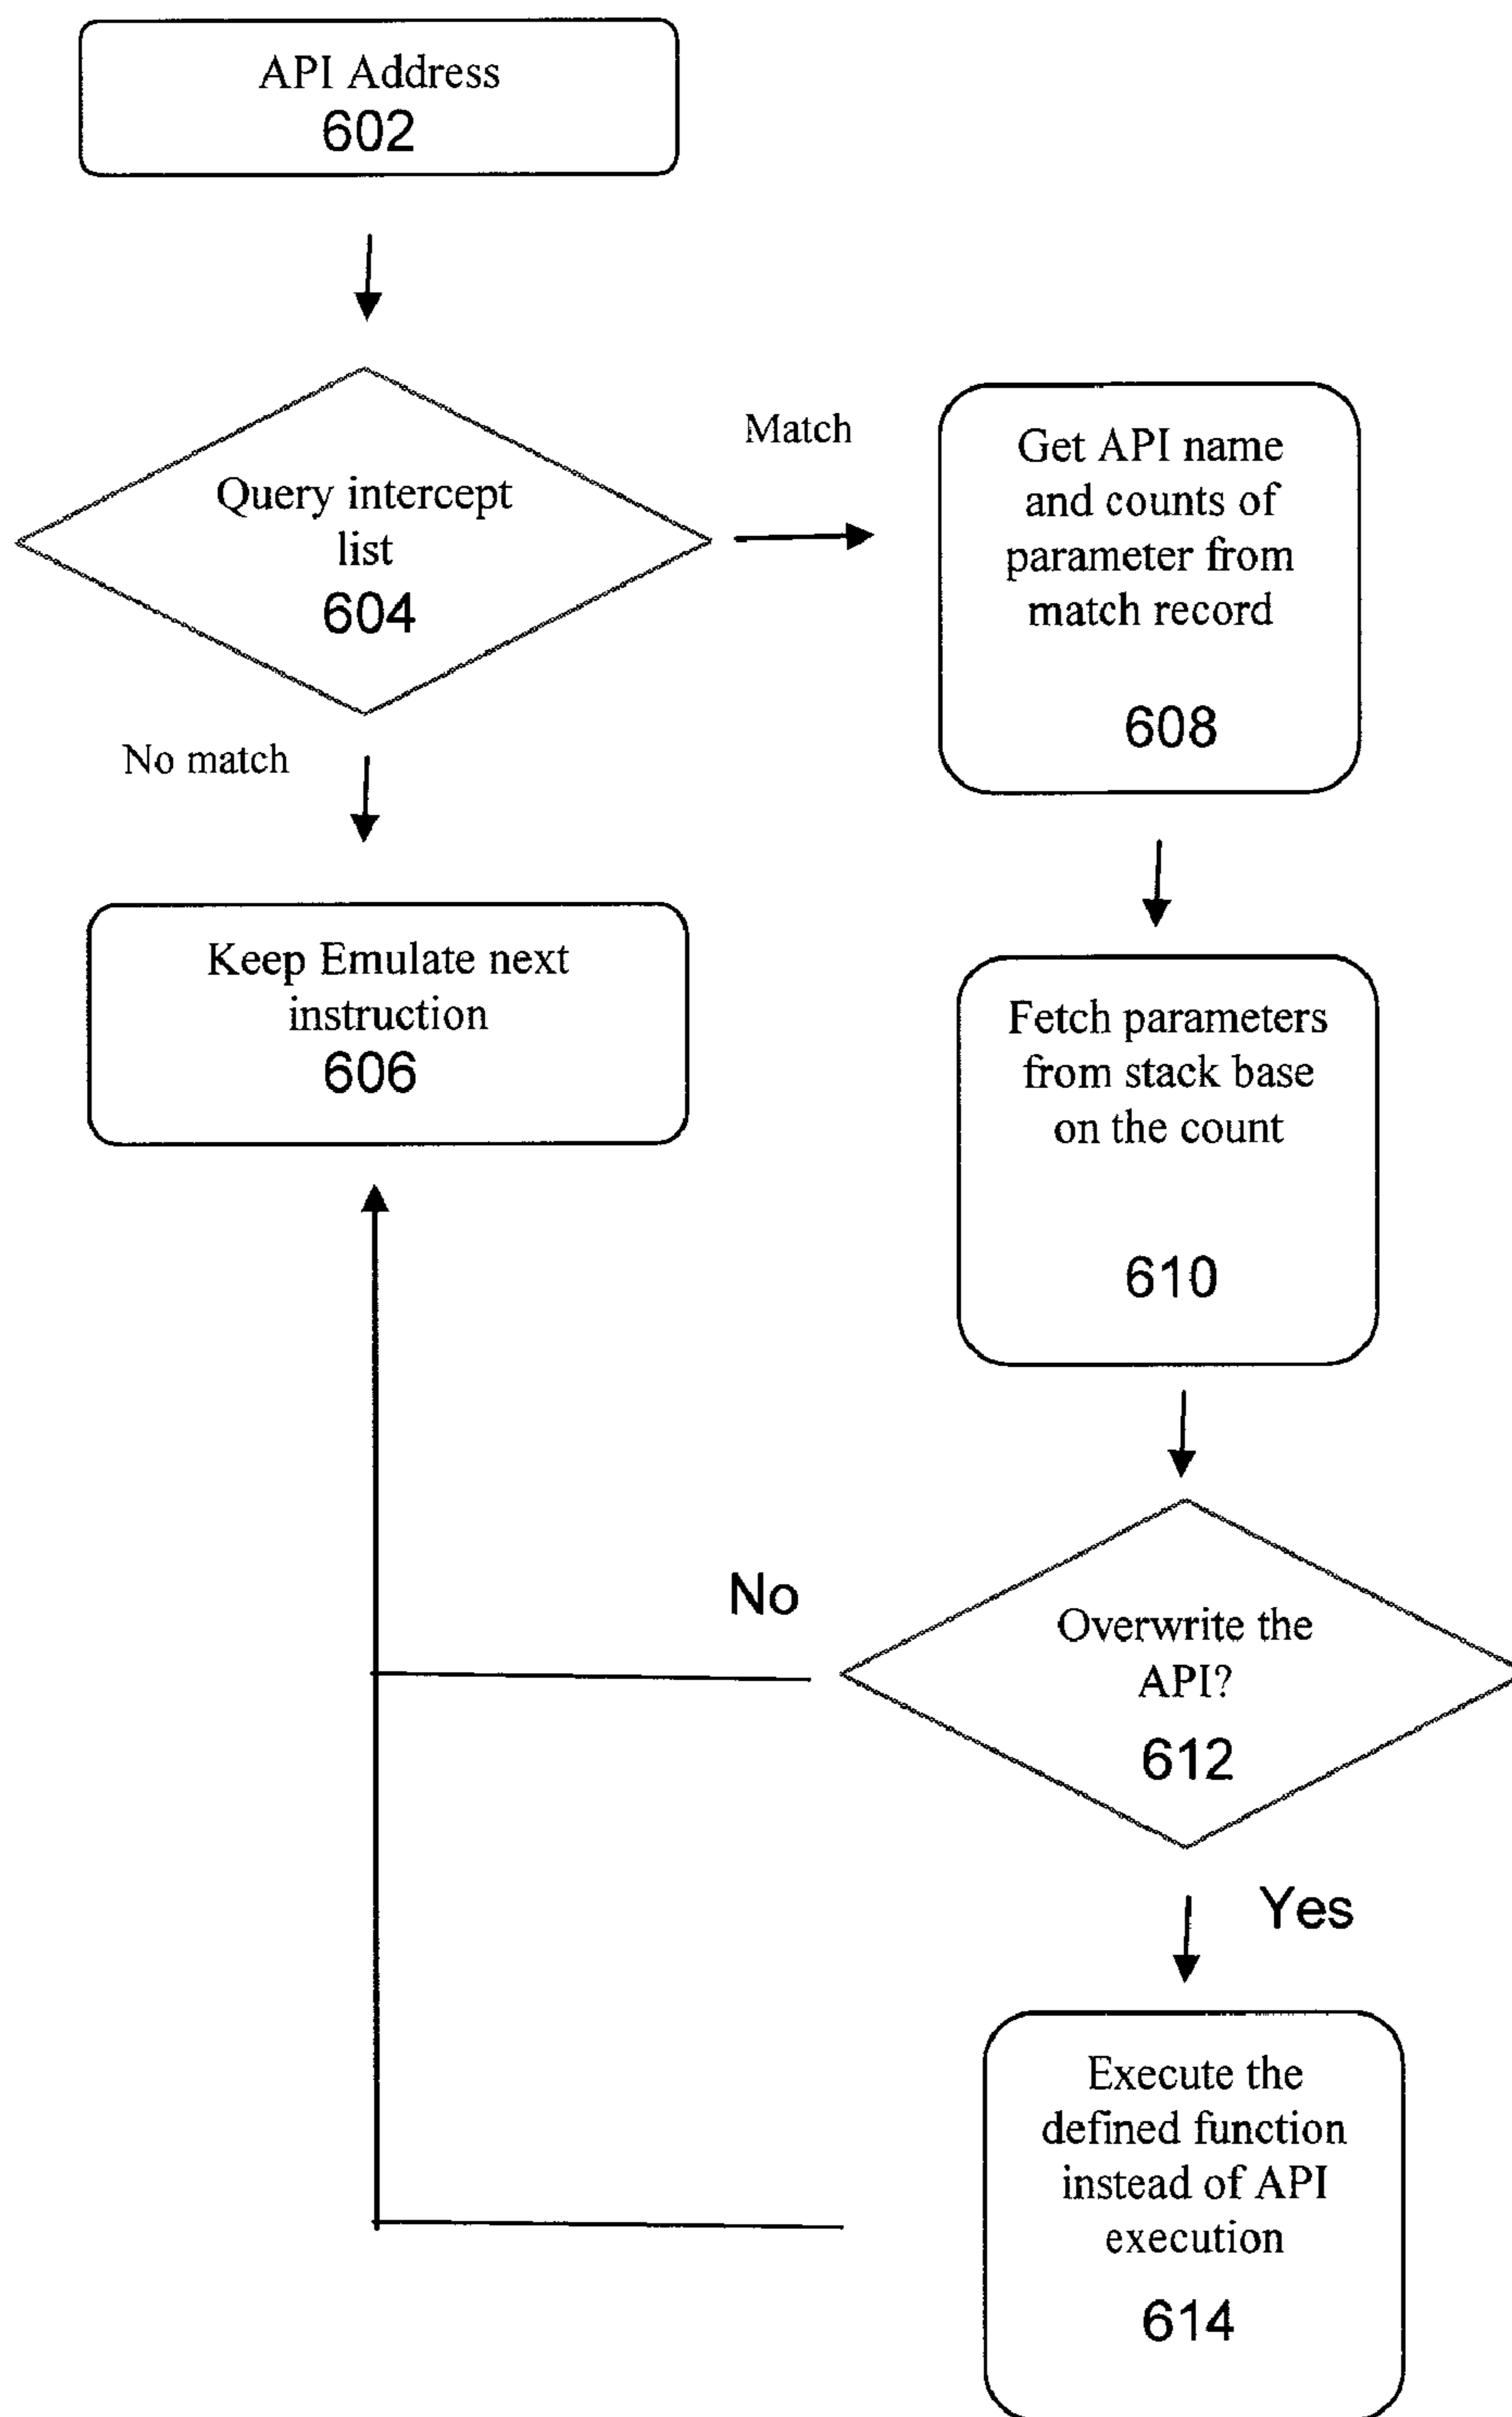 API Address
602
Query intercept
list
604
Match
No match
Get API name
and counts of
parameter from
match record
608
Keep Emulate next
instruction
606
Fetch parameters
from stack base
on the count
610
Overwrite the
API?
612
No
Yes
Execute the
defined function
instead of API
execution
614